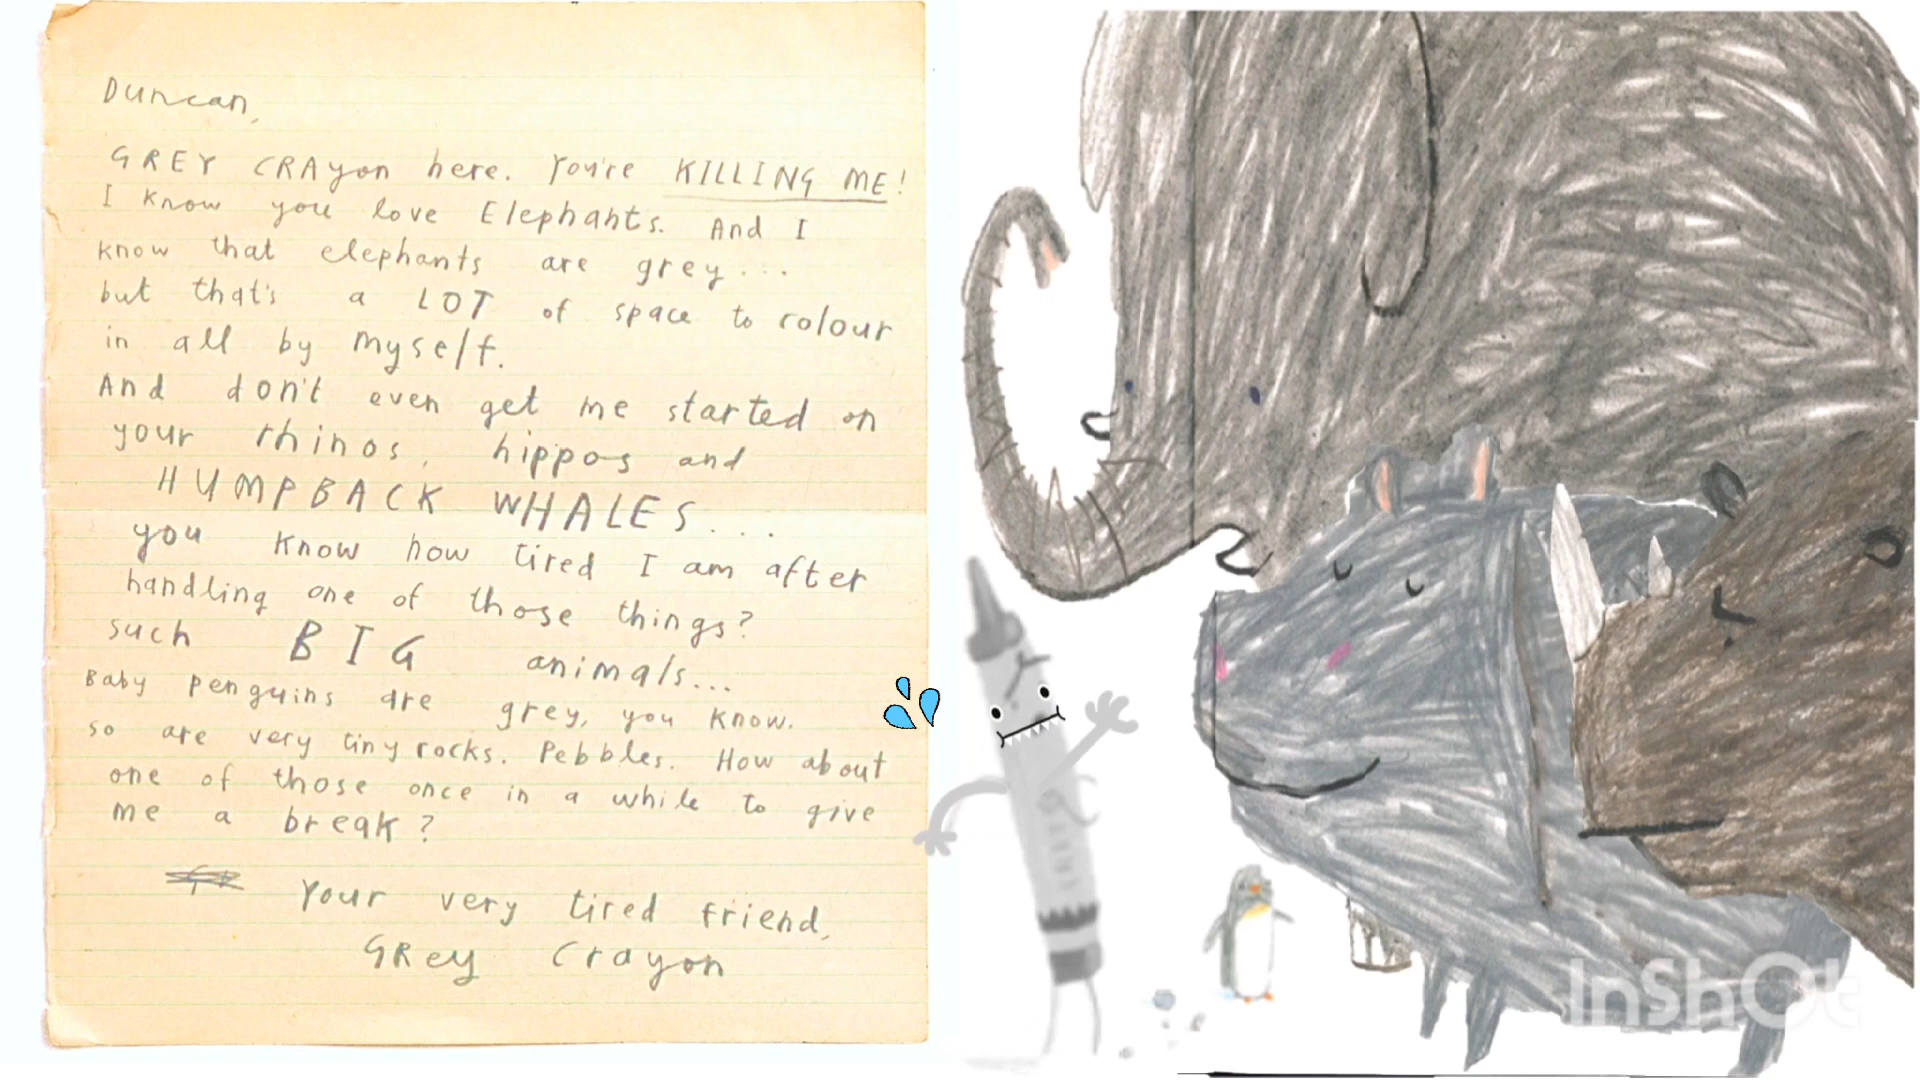 Duncan,
GREY CRAyon here. You're KILLING ME!
I know you love Elephants. And I
know that elephants are grey...
but that's a LOT of space to colour
in all by myself.
And don't even get me started on
your rhinos, hippos and
HUMPBACK WHALES...
you know how tired I am after
handling one of those things?
such BIG animals...
Baby penguins are grey, you know.
so are very tiny rocks. Pebbles. How about
one of those once in a while to give
me a break?
Your very tired friend,
GRey Crayon
InShOt